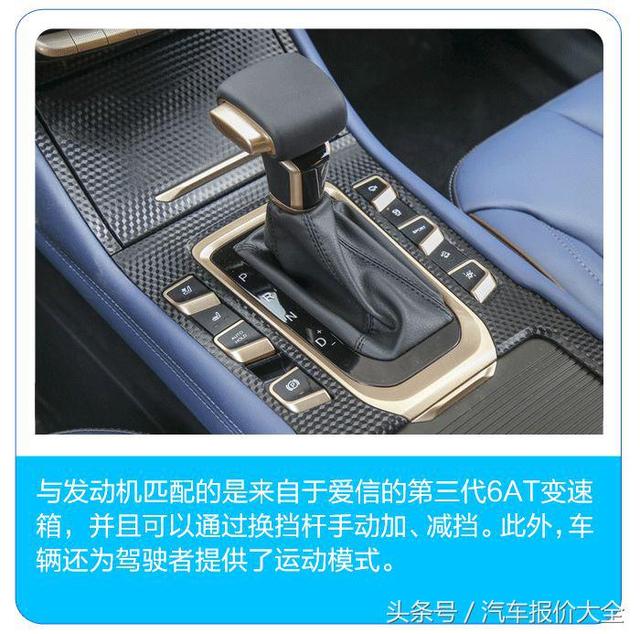 P
R
N
D
+
-
SPORT
AUTO
HOLD
与发动机匹配的是来自于爱信的第三代6AT变速
箱，并且可以通过换挡杆手动加、减挡。此外，车
辆还为驾驶者提供了运动模式。
头条号／汽车报价大全